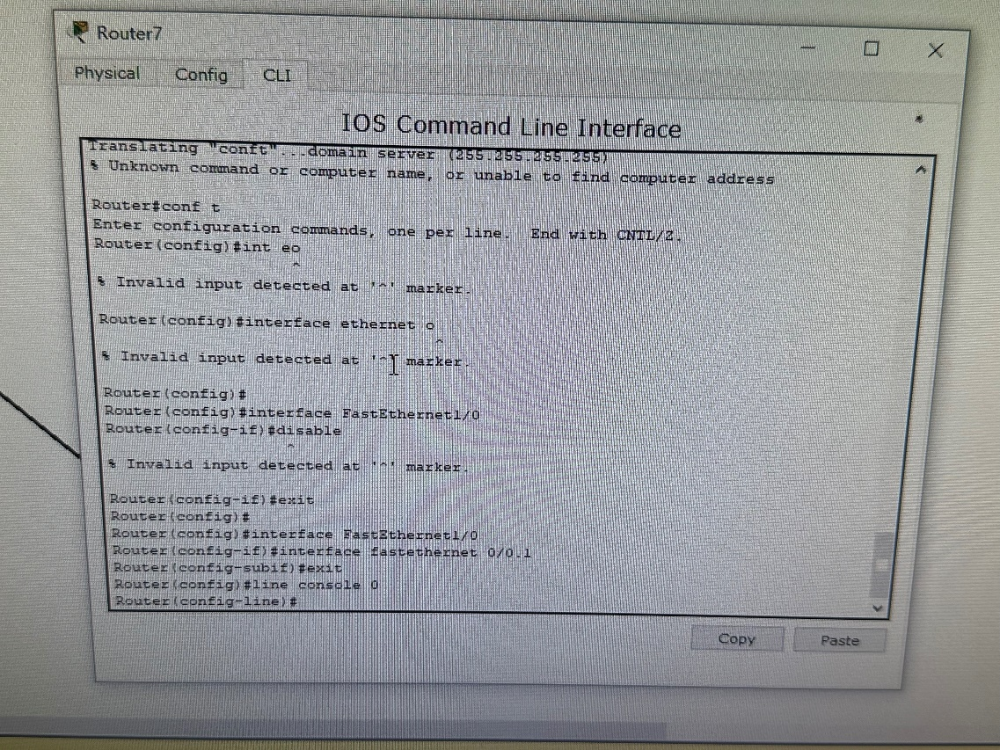 Router7
Physical Config CLI
IOS Command Line Interface
Translating "conft"...domain server (255.255.255.255)
% Unknown command or computer name, or unable to find computer address
Router#conf t
Enter configuration commands, one per line. End with CNTL/Z.
Router(config)#int eo
^
% Invalid input detected at '^' marker.
Router(config)#interface ethernet o
^
% Invalid input detected at '^' marker.
Router(config)#
Router(config)#interface FastEthernet1/0
Router(config-if)#disable
^
% Invalid input detected at '^' marker.
Router(config-if)#exit
Router(config)#
Router(config)#interface FastEthernet1/0
Router(config-if)#interface fastethernet 0/0.1
Router(config-subif)#exit
Router(config)#line console 0
Router(config-line)#
Copy Paste